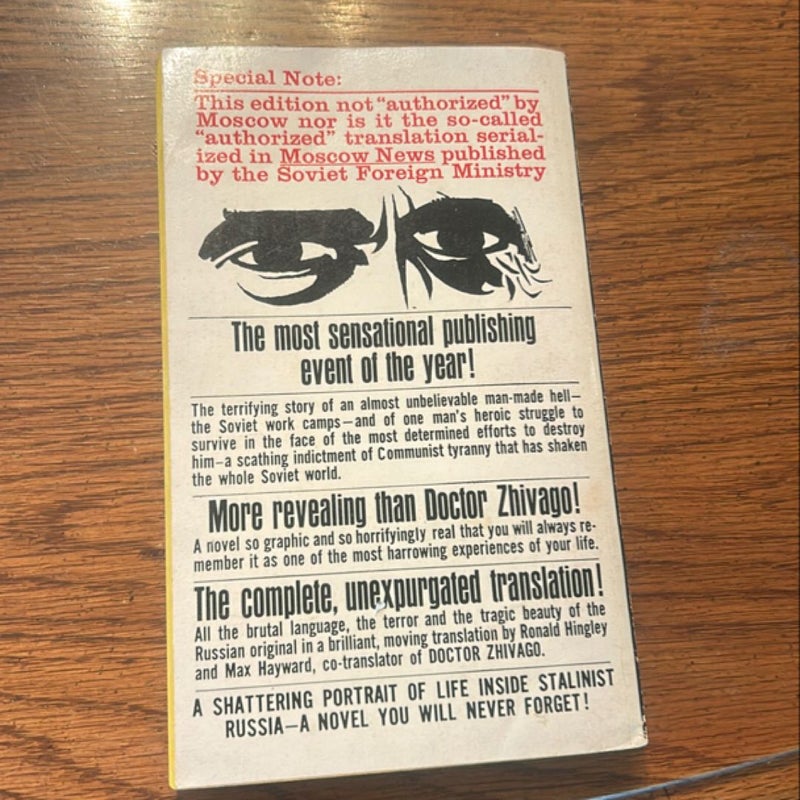 Special Note:
This edition not "authorized" by
Moscow nor is it the so-called
"authorized" translation serial-
ized in Moscow News published
by the Soviet Foreign Ministry
The most sensational publishing
event of the year!
The terrifying story of an almost unbelievable man-made hell—
the Soviet work camps—and of one man's heroic struggle to
survive in the face of the most determined efforts to destroy
him—a scathing indictment of Communist tyranny that has shaken
the whole Soviet world.
More revealing than Doctor Zhivago!
A novel so graphic and so horrifyingly real that you will always re-
member it as one of the most harrowing experiences of your life.
The complete, unexpurgated translation!
All the brutal language, the terror and the tragic beauty of the
Russian original in a brilliant, moving translation by Ronald Hingley
and Max Hayward, co-translator of DOCTOR ZHIVAGO.
A SHATTERING PORTRAIT OF LIFE INSIDE STALINIST
RUSSIA—A NOVEL YOU WILL NEVER FORGET!